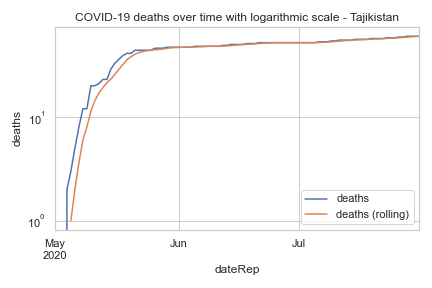 COVID-19 deaths over time with logarithmic scale - Tajikistan
deaths
10¹
10⁰
deaths
deaths (rolling)
May
2020
Jun
Jul
dateRep